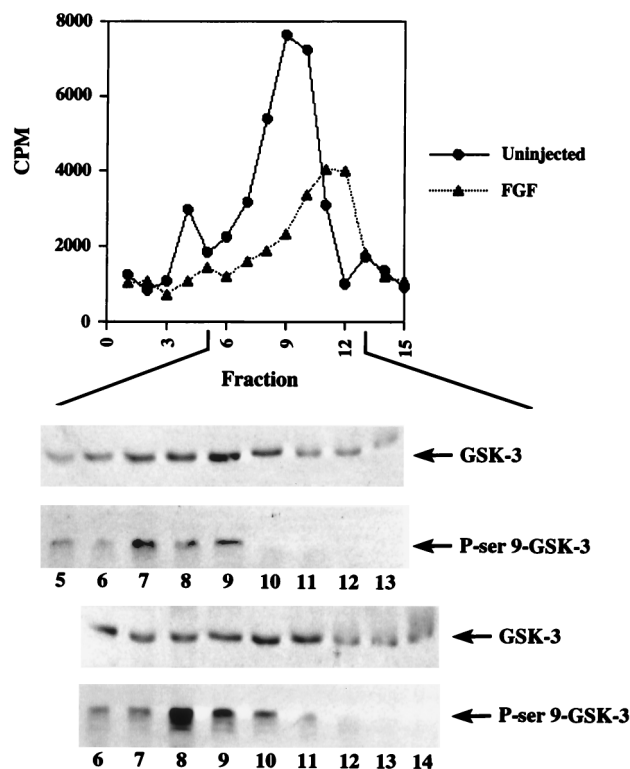 8000
6000
4000
2000
0
CPM
0 3 6 9 12 15
Fraction
Uninjected
FGF
GSK-3
P-ser 9-GSK-3
5 6 7 8 9 10 11 12 13
GSK-3
P-ser 9-GSK-3
6 7 8 9 10 11 12 13 14